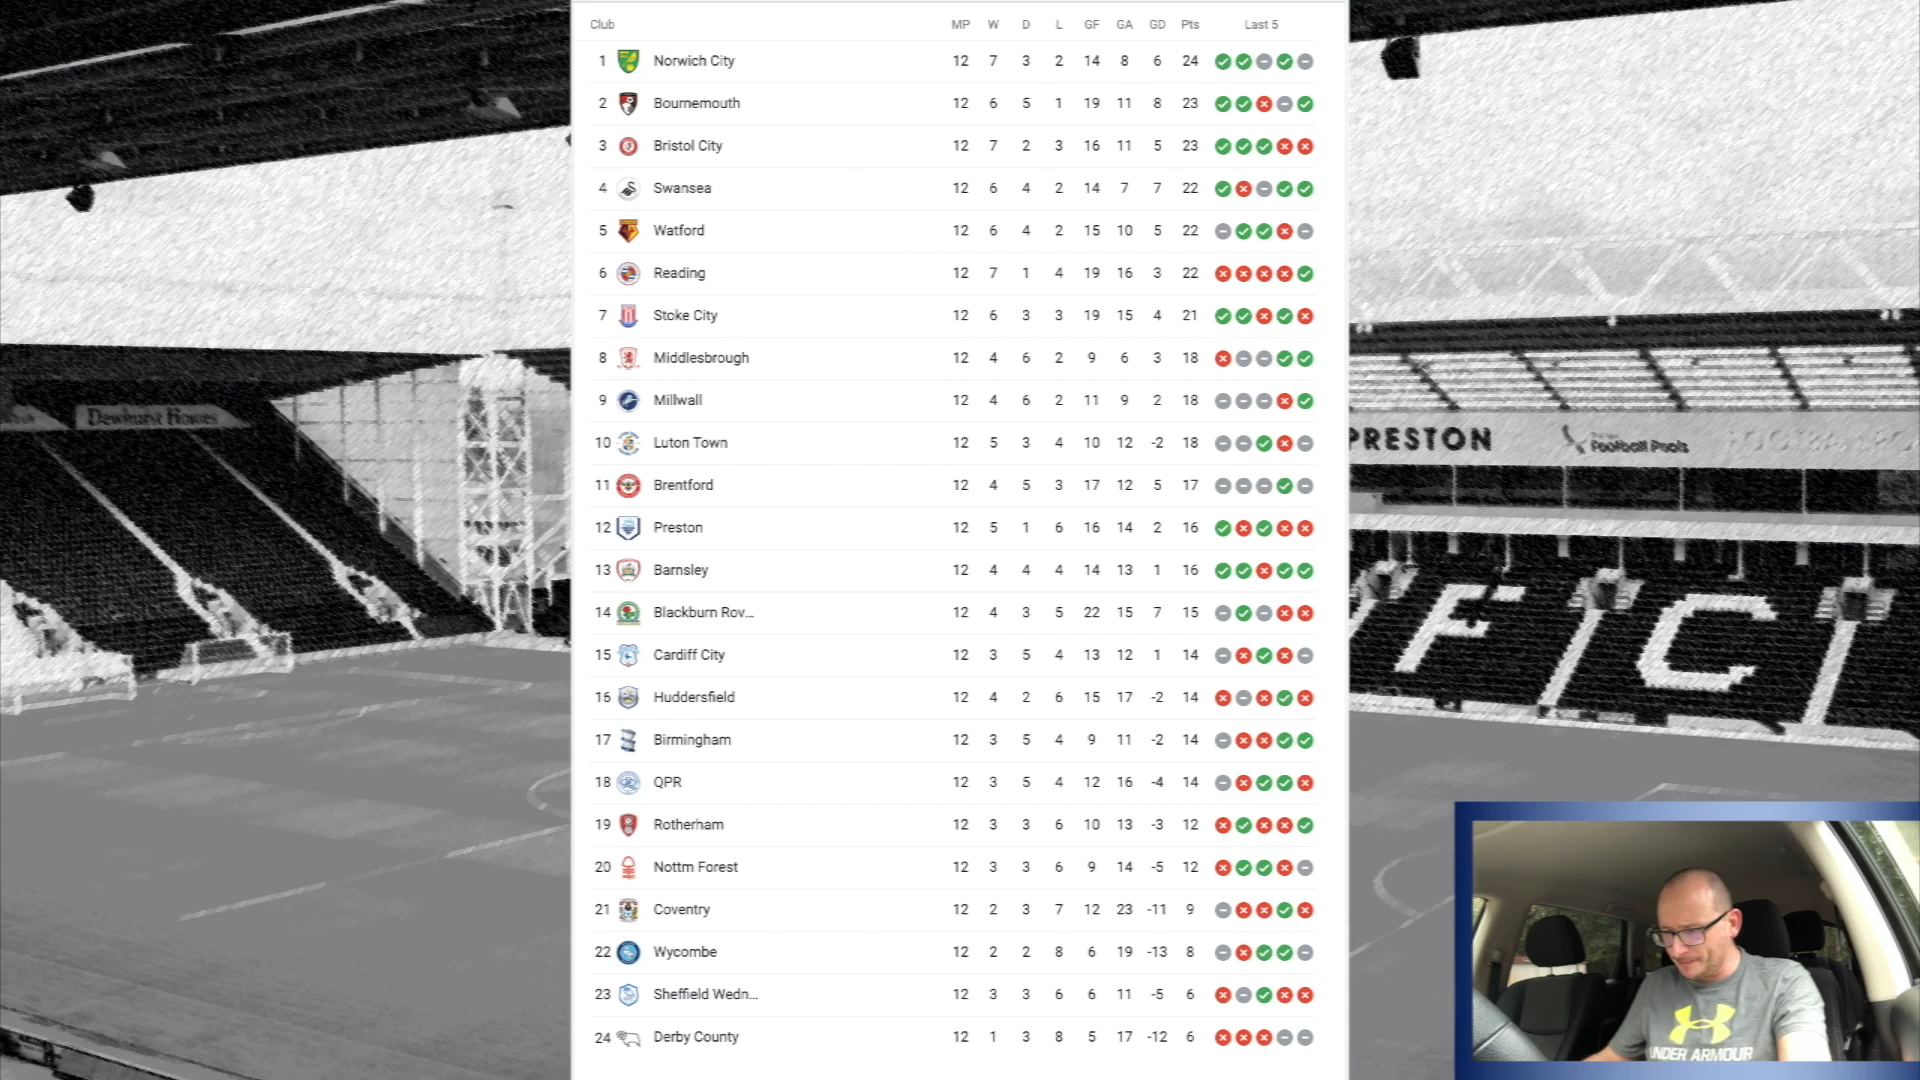 Club MP W D L GF GA GD Pts Last 5
1 Norwich City 12 7 3 2 14 8 6 24
2 Bournemouth 12 6 5 1 19 11 8 23
3 Bristol City 12 7 2 3 16 11 5 23
4 Swansea 12 6 4 2 14 7 7 22
5 Watford 12 6 4 2 15 10 5 22
6 Reading 12 7 1 4 19 16 3 22
7 Stoke City 12 6 3 3 19 15 4 21
8 Middlesbrough 12 4 6 2 9 6 3 18
9 Millwall 12 4 6 2 11 9 2 18
10 Luton Town 12 5 3 4 10 12 -2 18
11 Brentford 12 4 5 3 17 12 5 17
12 Preston 12 5 1 6 16 14 2 16
13 Barnsley 12 4 4 4 14 13 1 16
14 Blackburn Rov... 12 4 3 5 22 15 7 15
15 Cardiff City 12 3 5 4 13 12 1 14
16 Huddersfield 12 4 2 6 15 17 -2 14
17 Birmingham 12 3 5 4 9 11 -2 14
18 QPR 12 3 5 4 12 16 -4 14
19 Rotherham 12 3 3 6 10 13 -3 12
20 Nottm Forest 12 3 3 6 9 14 -5 12
21 Coventry 12 2 3 7 12 23 -11 9
22 Wycombe 12 2 2 8 6 19 -13 8
23 Sheffield Wedn... 12 3 3 6 6 11 -5 6
24 Derby County 12 1 3 8 5 17 -12 6
Dewhurst Homes
PRESTON
Football Pools
F C
UNDER ARMOUR